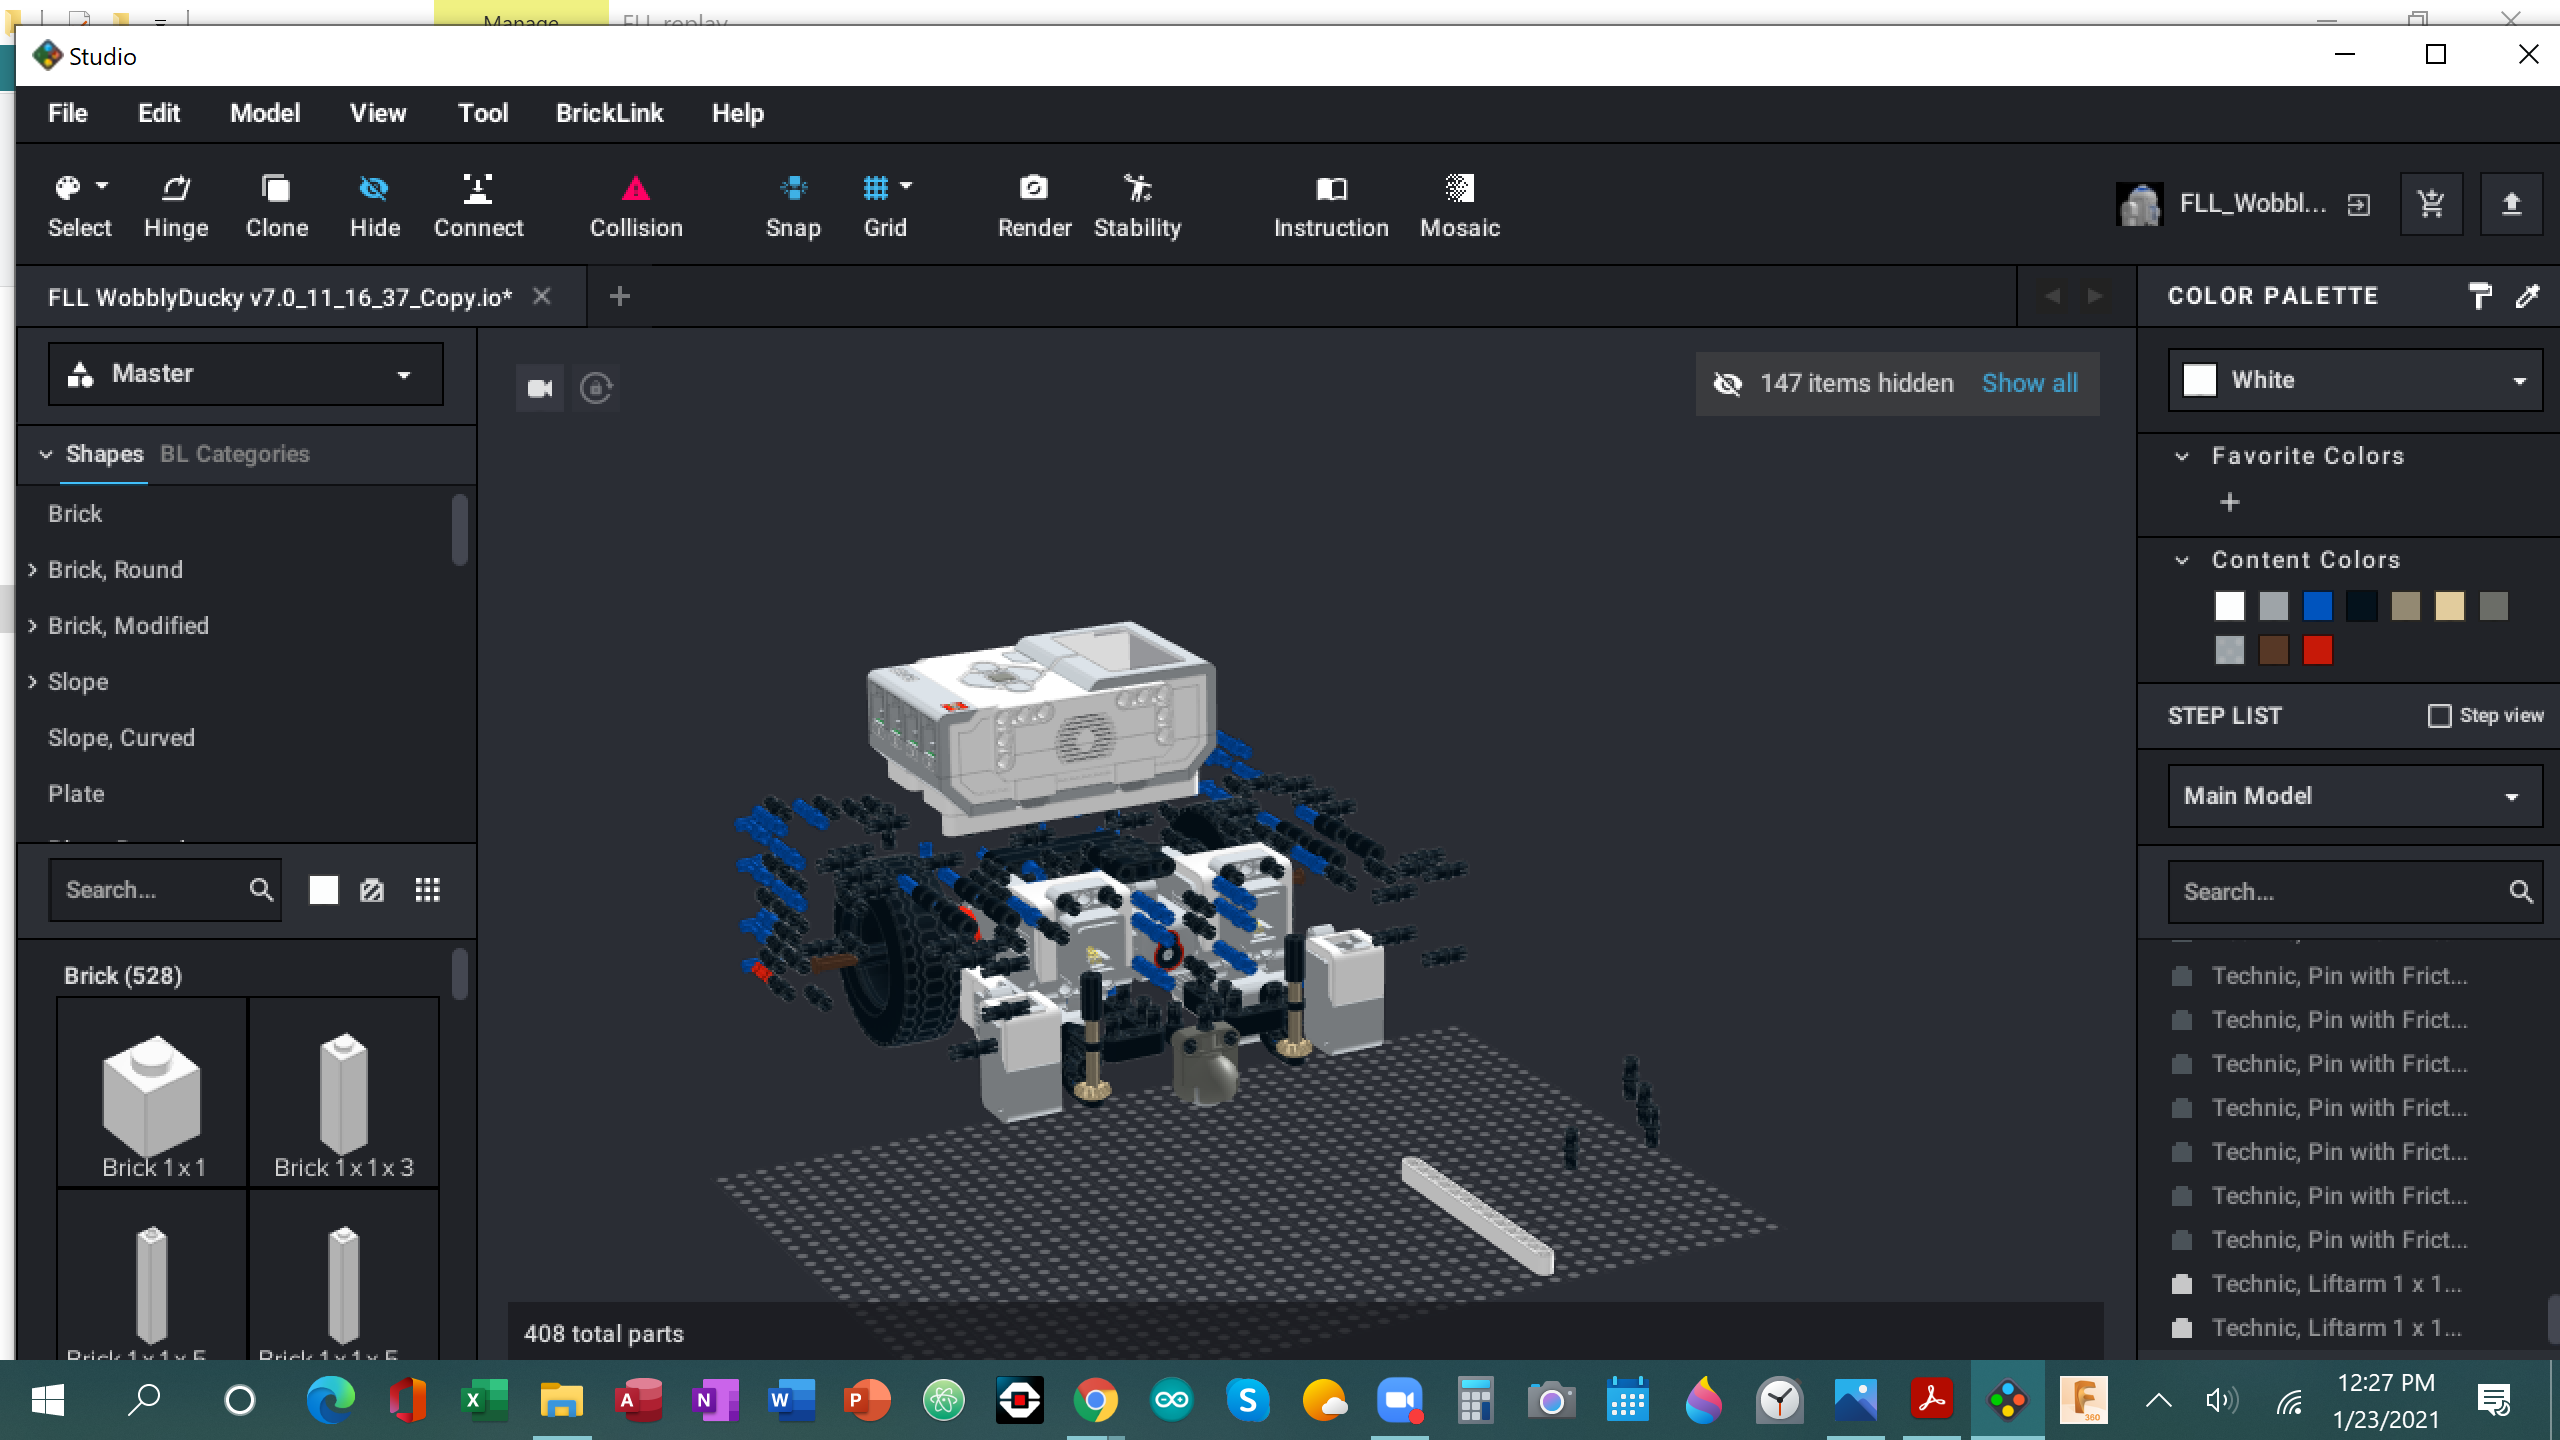 Manage
FLL replay
Studio
File Edit Model View Tool BrickLink Help
Select Hinge Clone Hide Connect Collision Snap Grid Render Stability Instruction Mosaic
FLL_Wobbl...
FLL WobblyDucky v7.0_11_16_37_Copy.io*
COLOR PALETTE
Master
147 items hidden Show all
White
Shapes BL Categories
Favorite Colors
Brick
Brick, Round
Content Colors
Brick, Modified
Slope
STEP LIST
Step view
Slope, Curved
Plate
Main Model
Search...
Search...
Brick (528)
Technic, Pin with Frict...
Technic, Pin with Frict...
Technic, Pin with Frict...
Technic, Pin with Frict...
Technic, Pin with Frict...
Technic, Pin with Frict...
Technic, Pin with Frict...
Technic, Liftarm 1 x 1...
Technic, Liftarm 1 x 1...
Brick 1 x 1
Brick 1 x 1 x 3
Brick 1 x 1 x 5
Brick 1 x 1 x 5
408 total parts
12:27 PM
1/23/2021